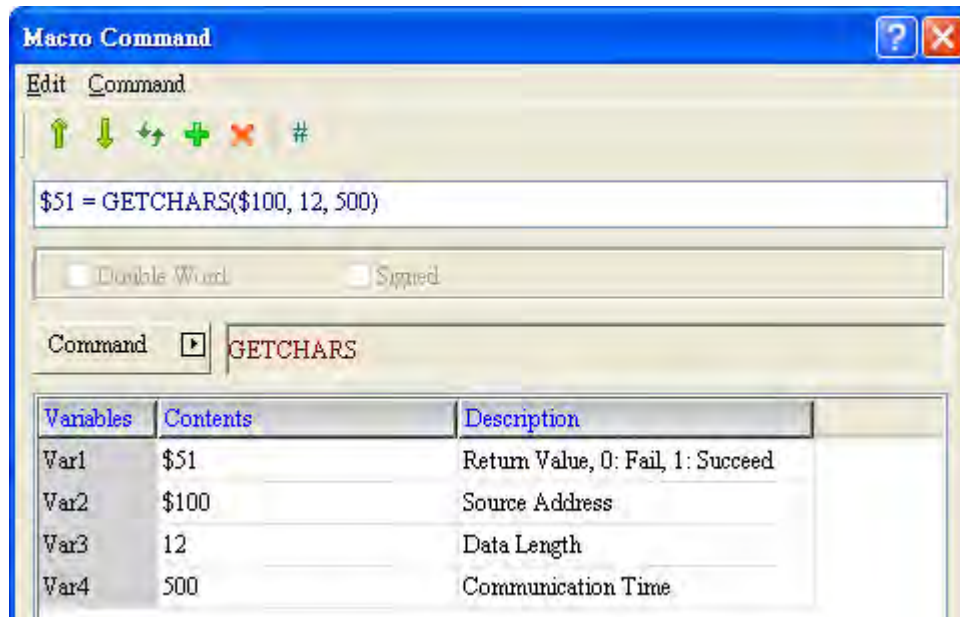 Macro Command
Edit Command
#
$51 = GETCHARS($100, 12, 500)
Double Word Signed
Command GETCHARS
Variables Contents Description
Var1 $51 Return Value, 0: Fail, 1: Succeed
Var2 $100 Source Address
Var3 12 Data Length
Var4 500 Communication Time